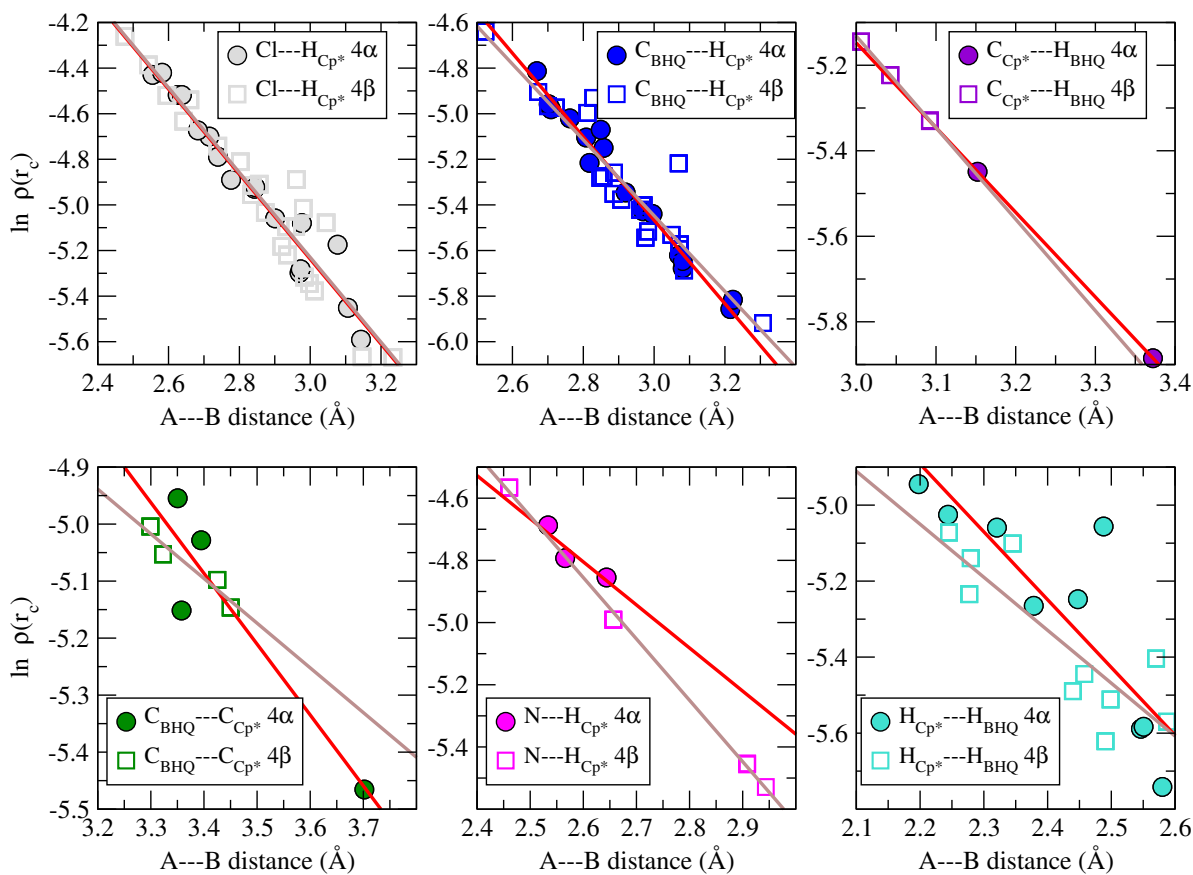 -4.2
-4.4
-4.6
-4.8
-5.0
-5.2
-5.4
-5.6
ln ρ(r_c)
Cl---H_Cp* 4α
Cl---H_Cp* 4β
2.4 2.6 2.8 3.0 3.2
A---B distance (Å)
-4.6
-4.8
-5.0
-5.2
-5.4
-5.6
-5.8
-6.0
C_BHQ---H_Cp* 4α
C_BHQ---H_Cp* 4β
2.6 2.8 3.0 3.2
A---B distance (Å)
-5.2
-5.4
-5.6
-5.8
C_Cp*---H_BHQ 4α
C_Cp*---H_BHQ 4β
3.0 3.1 3.2 3.3 3.4
A---B distance (Å)
-4.9
-5.0
-5.1
-5.2
-5.3
-5.4
-5.5
ln ρ(r_c)
C_BHQ---C_Cp* 4α
C_BHQ---C_Cp* 4β
3.2 3.3 3.4 3.5 3.6 3.7
A---B distance (Å)
-4.6
-4.8
-5.0
-5.2
-5.4
N---H_Cp* 4α
N---H_Cp* 4β
2.4 2.5 2.6 2.7 2.8 2.9
A---B distance (Å)
-5.0
-5.2
-5.4
-5.6
H_Cp*---H_BHQ 4α
H_Cp*---H_BHQ 4β
2.1 2.2 2.3 2.4 2.5 2.6
A---B distance (Å)